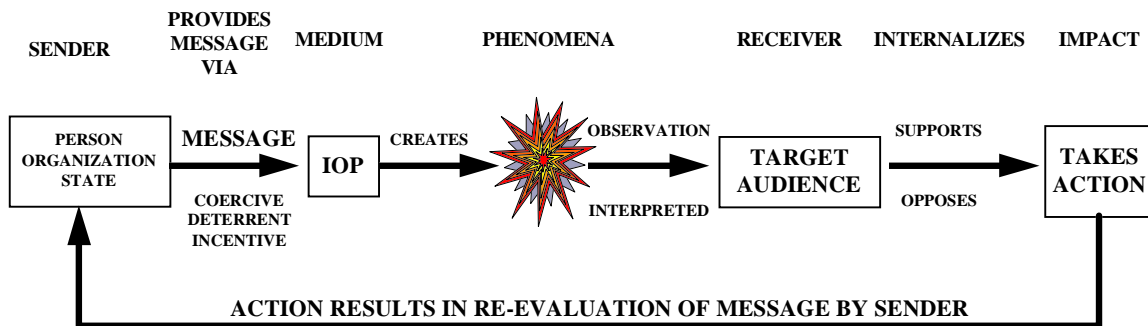 SENDER
PROVIDES
MESSAGE
VIA
MEDIUM
PHENOMENA
RECEIVER
INTERNALIZES
IMPACT
PERSON
ORGANIZATION
STATE
MESSAGE
COERCIVE
DETERRENT
INCENTIVE
IOP
CREATES
OBSERVATION
INTERPRETED
TARGET
AUDIENCE
SUPPORTS
OPPOSES
TAKES
ACTION
ACTION RESULTS IN RE-EVALUATION OF MESSAGE BY SENDER